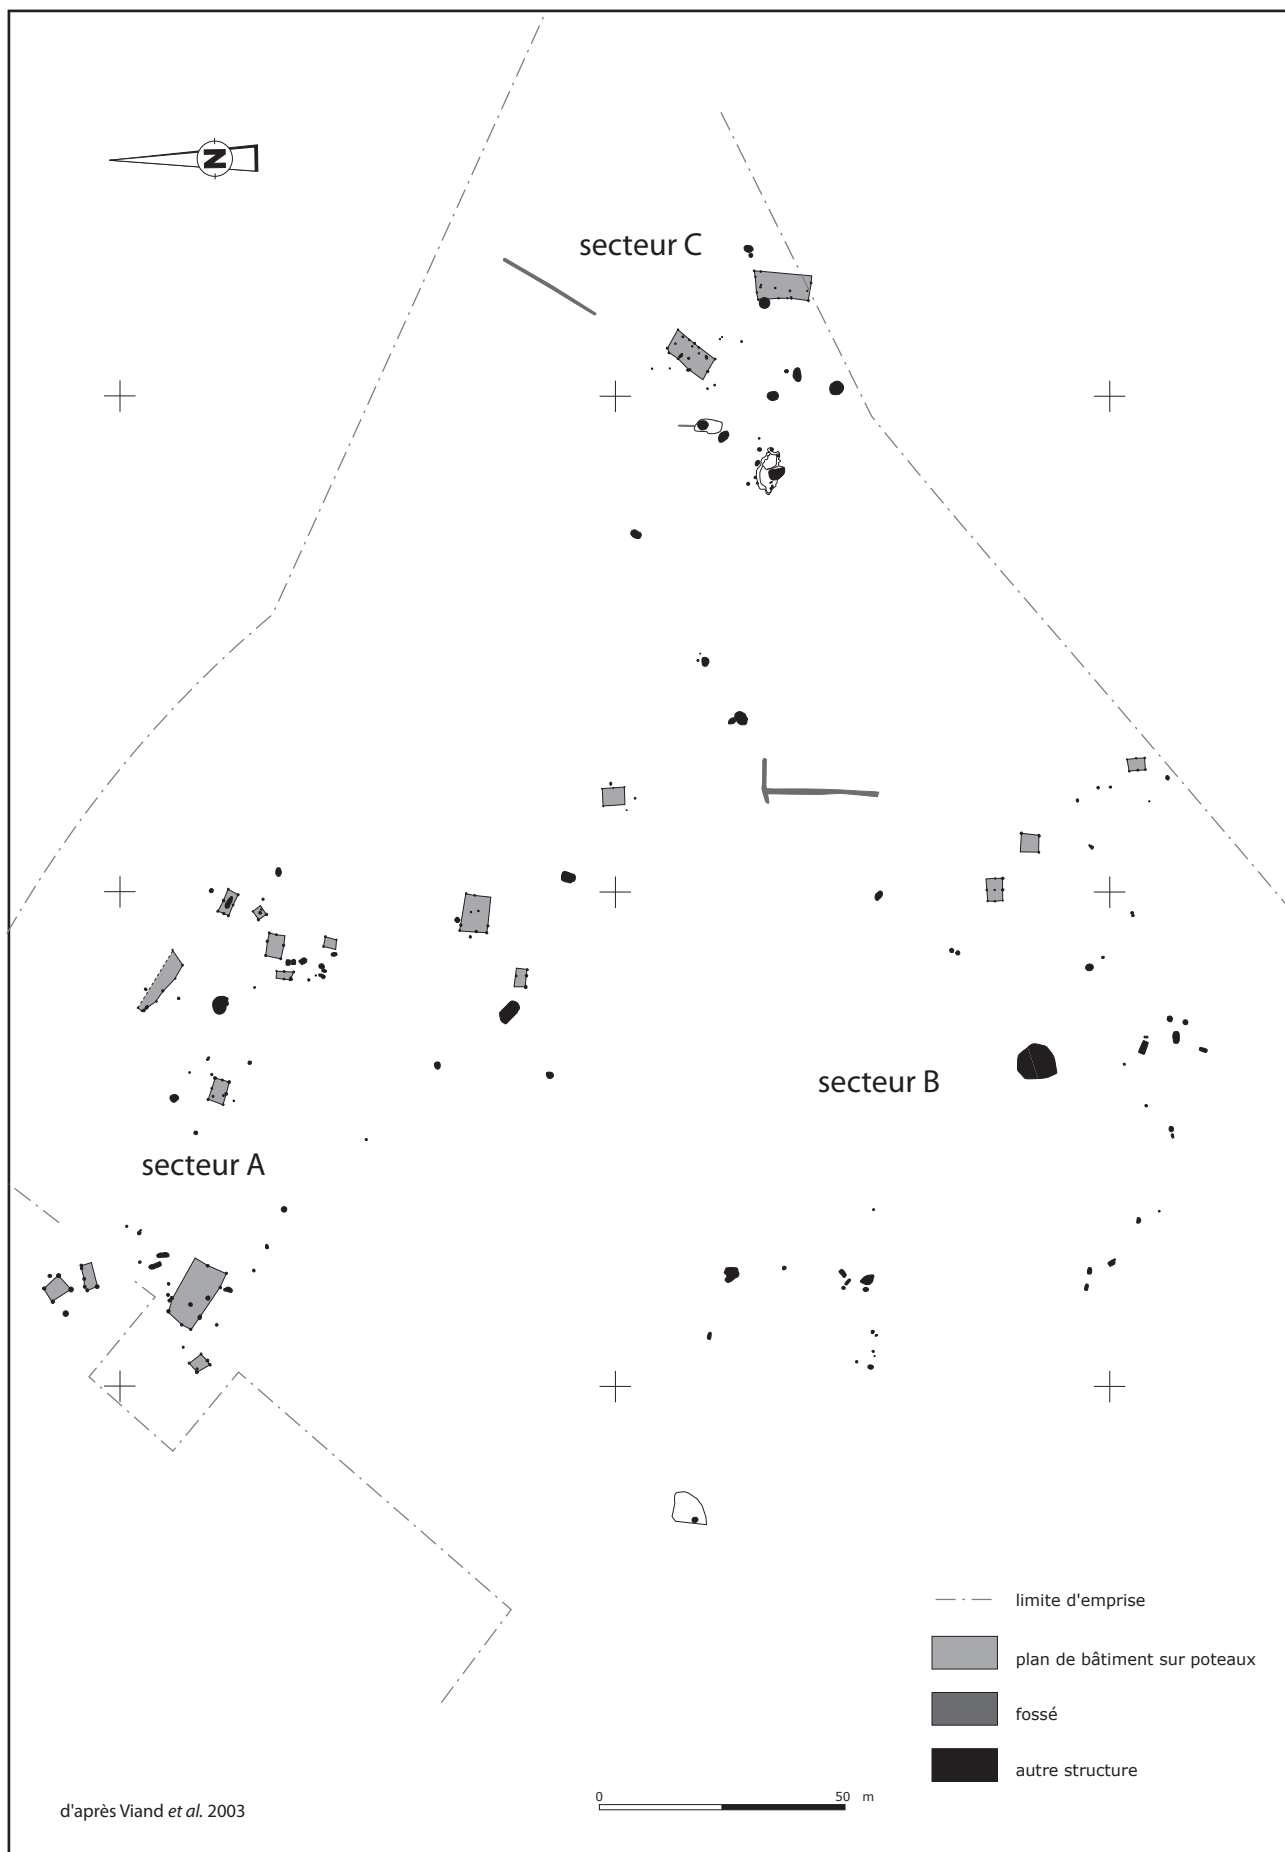 N
secteur C
secteur B
secteur A
limite d'emprise
plan de bâtiment sur poteaux
fossé
autre structure
0 50 m
d'après Viand et al. 2003